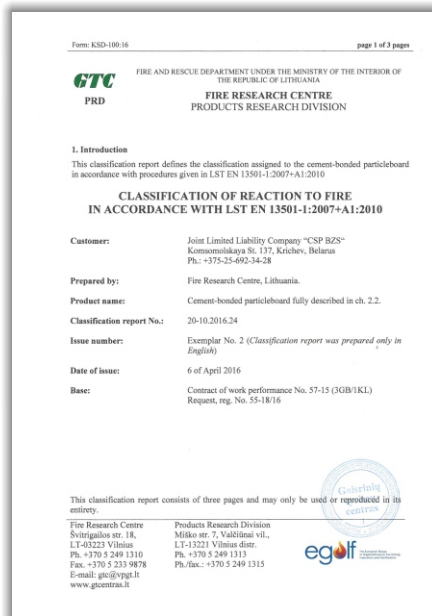 Form: KSD-100:16
page 1 of 3 pages
GTC
PRD
FIRE AND RESCUE DEPARTMENT UNDER THE MINISTRY OF THE INTERIOR OF
THE REPUBLIC OF LITHUANIA
FIRE RESEARCH CENTRE
PRODUCTS RESEARCH DIVISION
1. Introduction
This classification report defines the classification assigned to the cement-bonded particleboard
in accordance with procedures given in LST EN 13501-1:2007+A1:2010
CLASSIFICATION OF REACTION TO FIRE
IN ACCORDANCE WITH LST EN 13501-1:2007+A1:2010
Customer: Joint Limited Liability Company "CSP BZS"
Komsomolskaya St. 137, Krichev, Belarus
Ph.: +375-25-692-34-28
Prepared by: Fire Research Centre, Lithuania.
Product name: Cement-bonded particleboard fully described in ch. 2.2.
Classification report No.: 20-10.2016.24
Issue number: Exemplar No. 2 (Classification report was prepared only in
English)
Date of issue: 6 of April 2016
Base: Contract of work performance No. 57-15 (3GB/1KL)
Request, reg. No. 55-18/16
Gaisrinių
centras
This classification report consists of three pages and may only be used or reproduced in its
entirety.
Fire Research Centre
Švitrigailos str. 18,
LT-03223 Vilnius
Ph. +370 5 249 1310
Fax. +370 5 233 9878
E-mail: gtc@vpgt.lt
www.gtcentras.lt
Products Research Division
Miško str. 7, Valčiūnai vil.,
LT-13221 Vilnius distr.
Ph. +370 5 249 1313
Ph./fax.: +370 5 249 1315
egolf